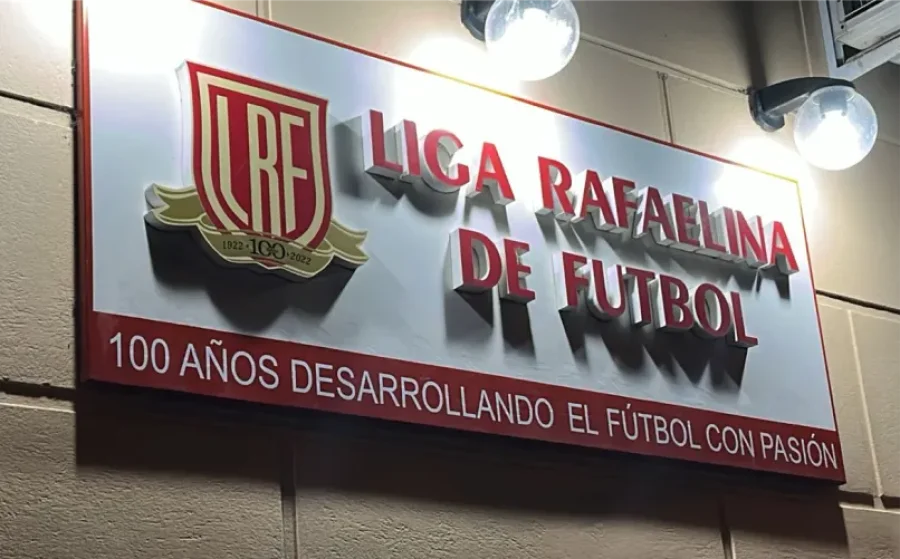 LRF
1922 · 100 · 2022
LIGA RAFAELINA
DE FUTBOL
100 AÑOS DESARROLLANDO EL FÚTBOL CON PASIÓN